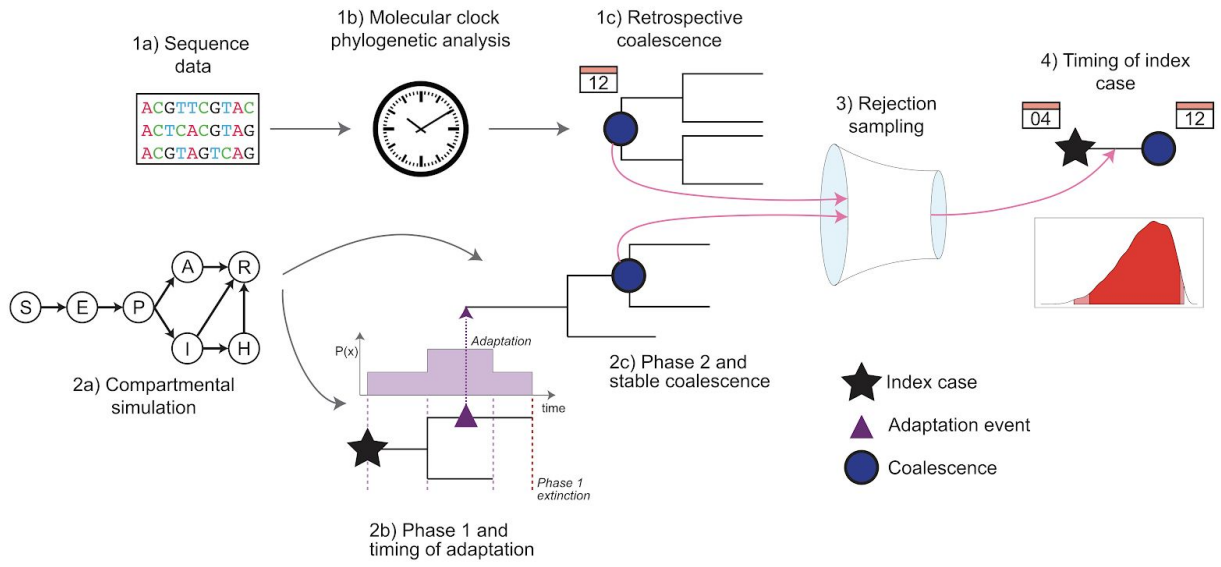 1a) Sequence
data
ACGTTCGTAC
ACTCACGTAG
ACGTAGTCAG
1b) Molecular clock
phylogenetic analysis
1c) Retrospective
coalescence
12
3) Rejection
sampling
4) Timing of index
case
04
12
S
E
P
A
R
I
H
2a) Compartmental
simulation
P(x)
Adaptation
time
Phase 1
extinction
2b) Phase 1 and
timing of adaptation
2c) Phase 2 and
stable coalescence
Index case
Adaptation event
Coalescence